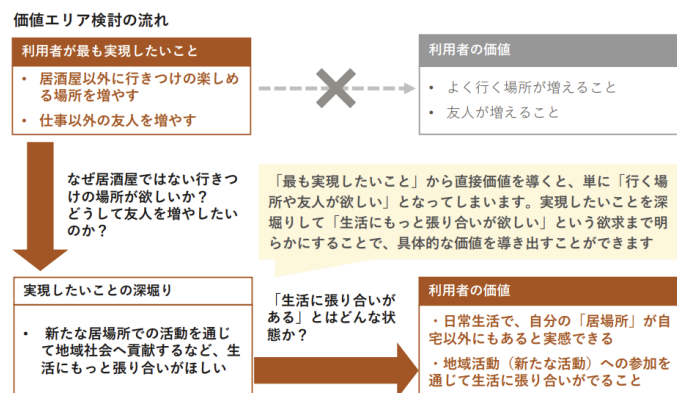 価値エリア検討の流れ
利用者が最も実現したいこと
• 居酒屋以外に行きつけの楽しめ
る場所を増やす
• 仕事以外の友人を増やす
利用者の価値
• よく行く場所が増えること
• 友人が増えること
なぜ居酒屋ではない行きつ
けの場所が欲しいか？
どうして友人を増やしたい
のか？
「最も実現したいこと」から直接価値を導くと、単に「行く場
所や友人が欲しい」となってしまいます。実現したいことを深
堀りして「生活にもっと張り合いが欲しい」という欲求まで明
らかにすることで、具体的な価値を導き出すことができます
実現したいことの深堀り
• 新たな居場所での活動を通じ
て地域社会へ貢献するなど、生
活にもっと張り合いがほしい
「生活に張り合いが
ある」とはどんな状
態か？
利用者の価値
・日常生活で、自分の「居場所」が自
宅以外にもあると実感できる
・地域活動（新たな活動）への参加を
通じて生活に張り合いがでること